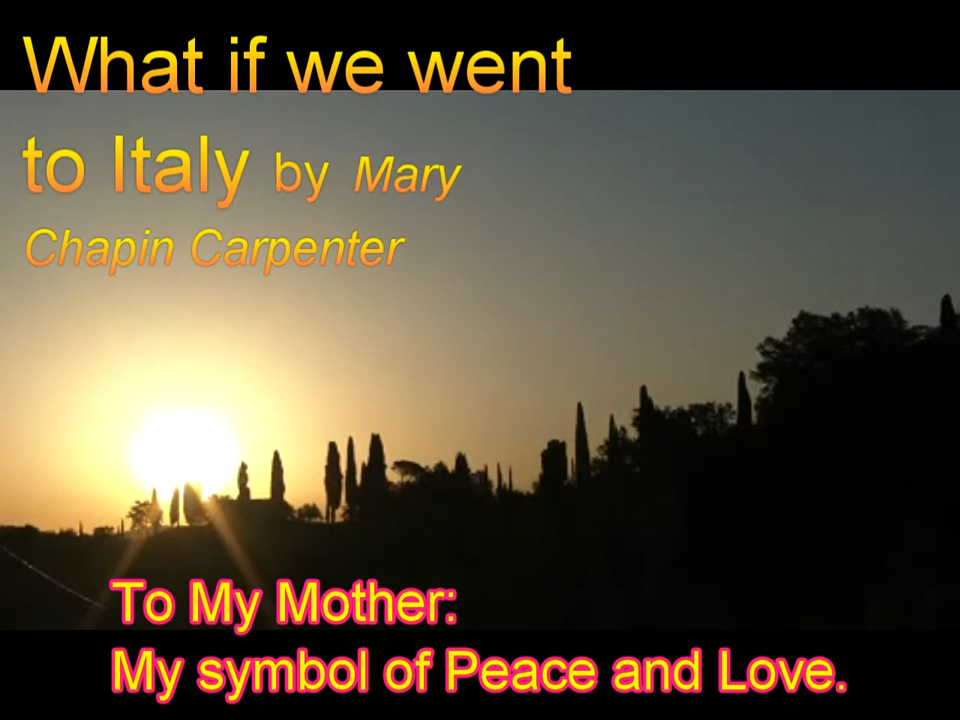 What if we went
to Italy by Mary
Chapin Carpenter
To My Mother:
My symbol of Peace and Love.